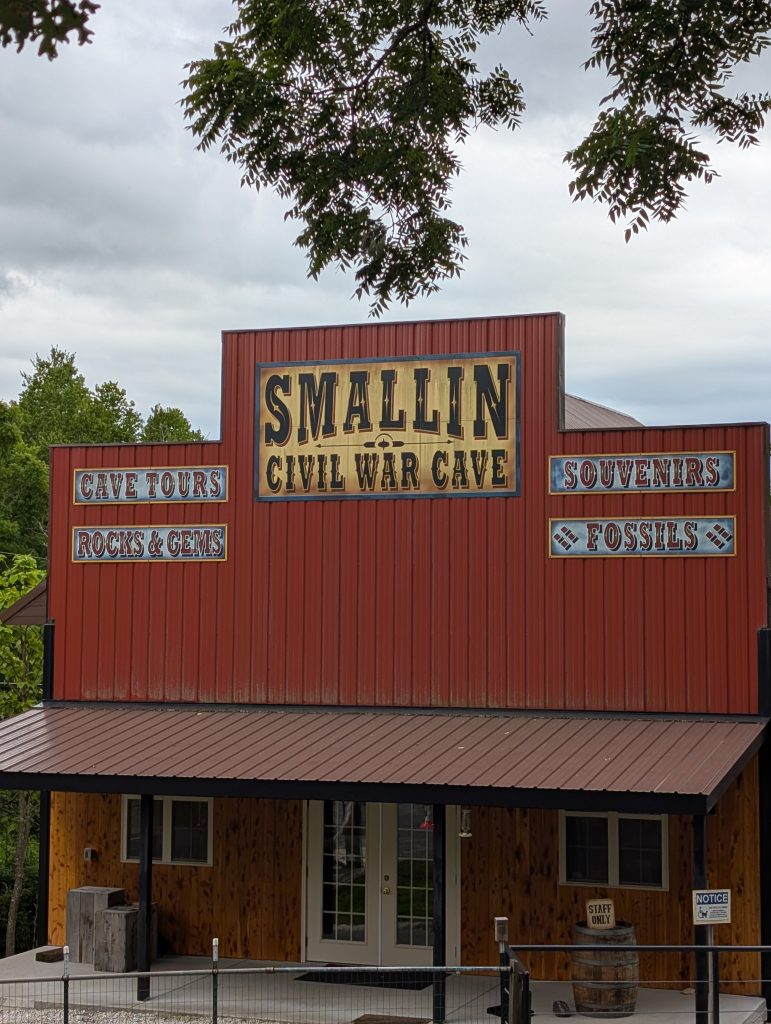 SMALLIN
CIVIL WAR CAVE
CAVE TOURS
ROCKS & GEMS
SOUVENIRS
FOSSILS
STAFF
ONLY
NOTICE